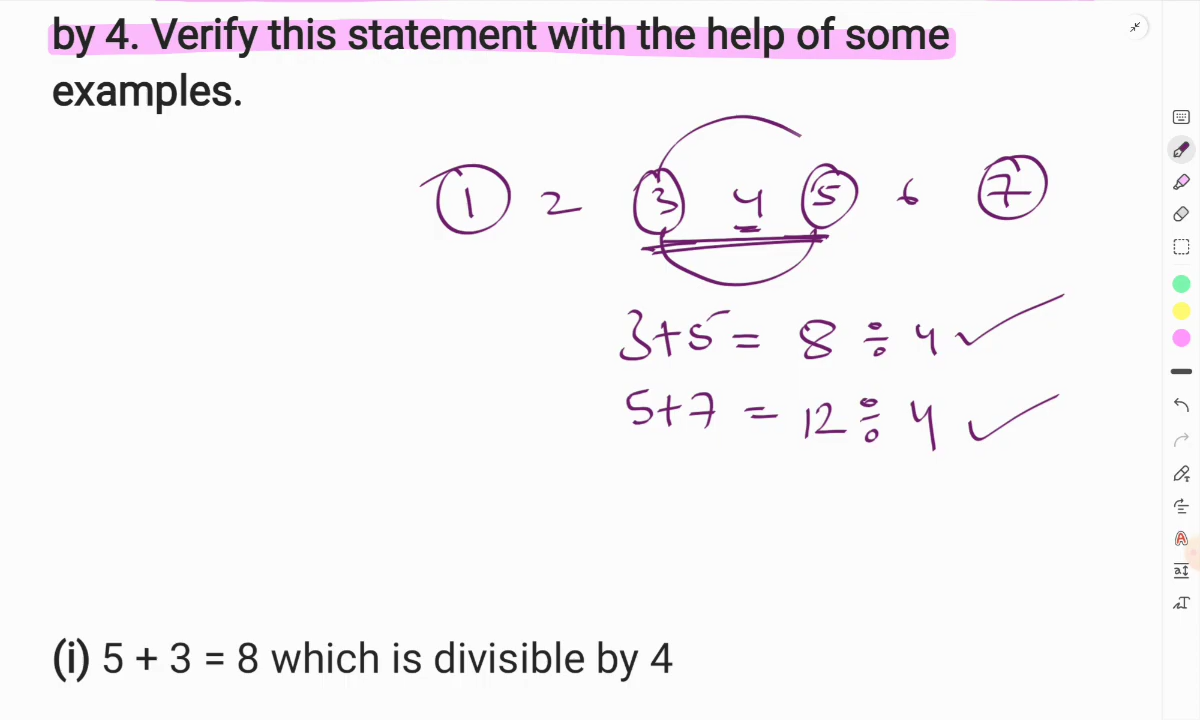 by 4. Verify this statement with the help of some
examples.
1 2 3 4 5 6 7
3+5 = 8 ÷ 4 ✓
5+7 = 12 ÷ 4 ✓
(i) 5 + 3 = 8 which is divisible by 4